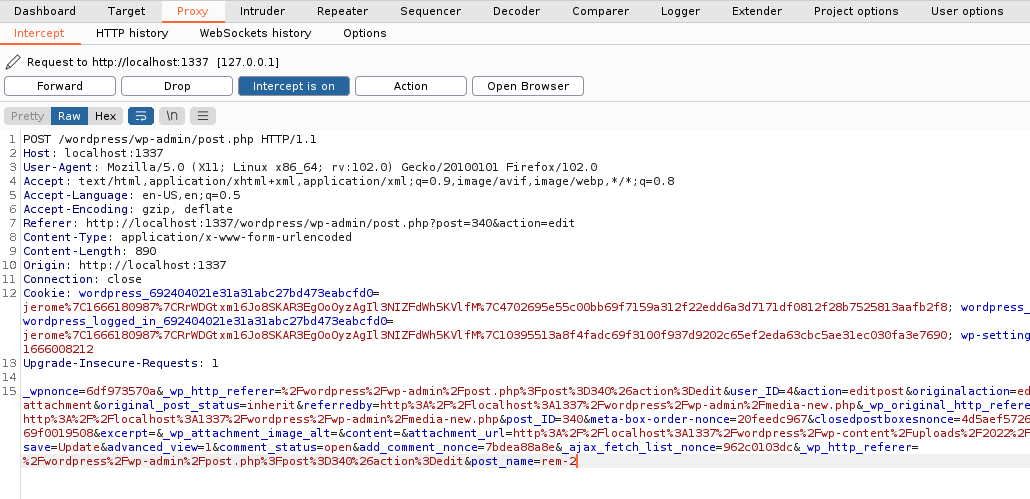 Dashboard Target Proxy Intruder Repeater Sequencer Decoder Comparer Logger Extender Project options User options
Intercept HTTP history WebSockets history Options
Request to http://localhost:1337 [127.0.0.1]
Forward Drop Intercept is on Action Open Browser
Pretty Raw Hex \n
1 POST /wordpress/wp-admin/post.php HTTP/1.1
2 Host: localhost:1337
3 User-Agent: Mozilla/5.0 (X11; Linux x86_64; rv:102.0) Gecko/20100101 Firefox/102.0
4 Accept: text/html,application/xhtml+xml,application/xml;q=0.9,image/avif,image/webp,*/*;q=0.8
5 Accept-Language: en-US,en;q=0.5
6 Accept-Encoding: gzip, deflate
7 Referer: http://localhost:1337/wordpress/wp-admin/post.php?post=340&action=edit
8 Content-Type: application/x-www-form-urlencoded
9 Content-Length: 890
10 Origin: http://localhost:1337
11 Connection: close
12 Cookie: wordpress_692404021e31a31abc27bd473eabcfd0=
jerome%7C1666180987%7CRrWDGtxm16Jo8SKAR3EgOoOyzAgIl3NIZFdWh5KVlfM%7C4702695e55c00bb69f7159a312f22edd6a3d7171df0812f28b7525813aafb2f8; wordpress_
wordpress_logged_in_692404021e31a31abc27bd473eabcfd0=
jerome%7C1666180987%7CRrWDGtxm16Jo8SKAR3EgOoOyzAgIl3NIZFdWh5KVlfM%7C10395513a8f4fadc69f3100f937d9202c65ef2eda63cbc5ae31ec030fa3e7690; wp-setting
1666008212
13 Upgrade-Insecure-Requests: 1
14
15 _wpnonce=6df973570a&_wp_http_referer=%2Fwordpress%2Fwp-admin%2Fpost.php%3Fpost%3D340%26action%3Dedit&user_ID=4&action=editpost&originalaction=ed
attachment&original_post_status=inherit&referredby=http%3A%2F%2Flocalhost%3A1337%2Fwordpress%2Fwp-admin%2Fmedia-new.php&_wp_original_http_refere
http%3A%2F%2Flocalhost%3A1337%2Fwordpress%2Fwp-admin%2Fmedia-new.php&post_ID=340&meta-box-order-nonce=20feedc967&closedpostboxesnonce=4d5aef5726
69f0019508&excerpt=&_wp_attachment_image_alt=&content=&attachment_url=http%3A%2F%2Flocalhost%3A1337%2Fwordpress%2Fwp-content%2Fuploads%2F2022%2F
save=Update&advanced_view=1&comment_status=open&add_comment_nonce=7bdea88a8e&_ajax_fetch_list_nonce=962c0103dc&_wp_http_referer=
%2Fwordpress%2Fwp-admin%2Fpost.php%3Fpost%3D340%26action%3Dedit&post_name=rem-2